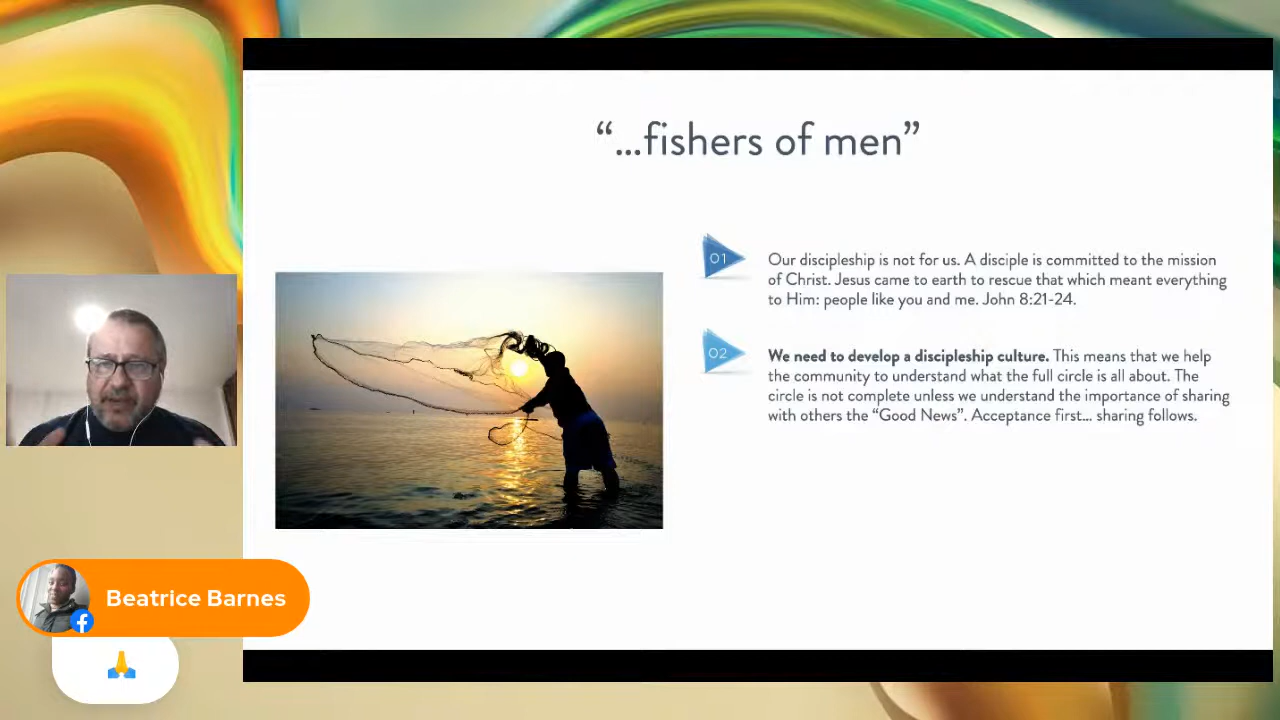 “...fishers of men”
01
Our discipleship is not for us. A disciple is committed to the mission
of Christ. Jesus came to earth to rescue that which meant everything
to Him: people like you and me. John 8:21-24.
02
We need to develop a discipleship culture. This means that we help
the community to understand what the full circle is all about. The
circle is not complete unless we understand the importance of sharing
with others the “Good News”. Acceptance first... sharing follows.
Beatrice Barnes
🙏